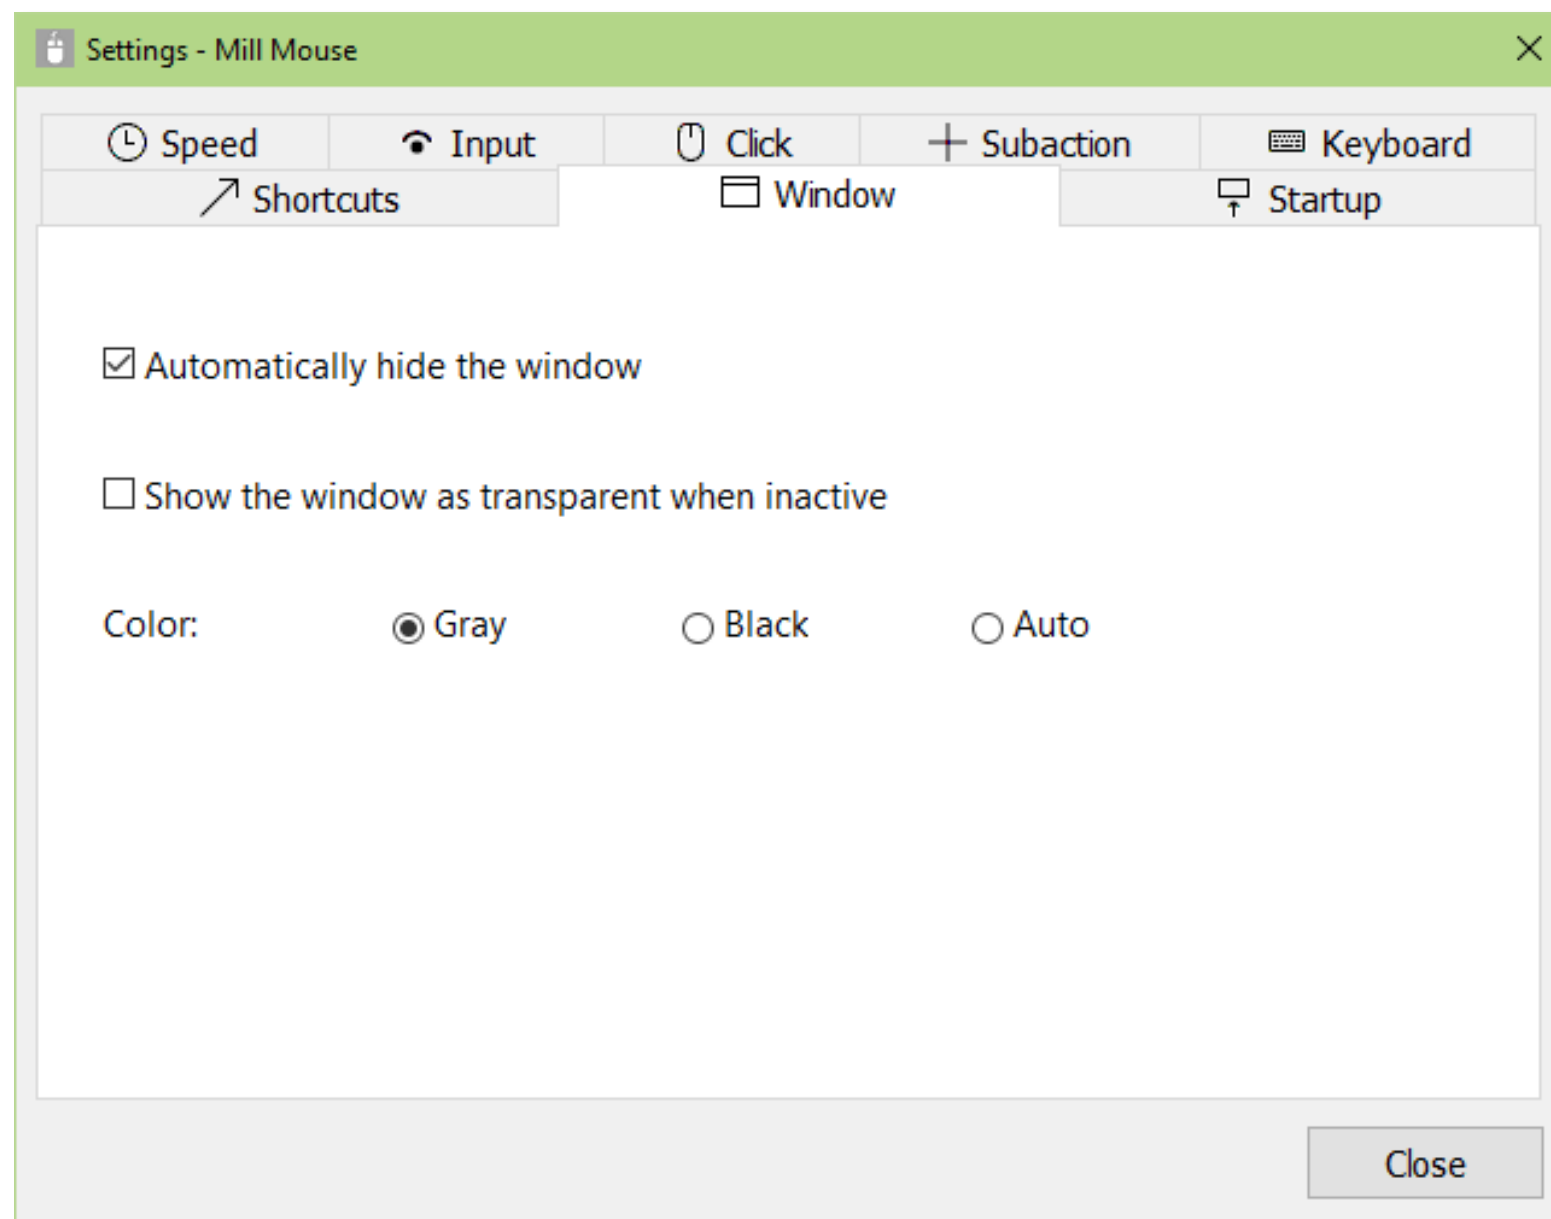 Settings - Mill Mouse
Speed Input Click Subaction Keyboard
Shortcuts Window Startup
Automatically hide the window
Show the window as transparent when inactive
Color: Gray Black Auto
Close